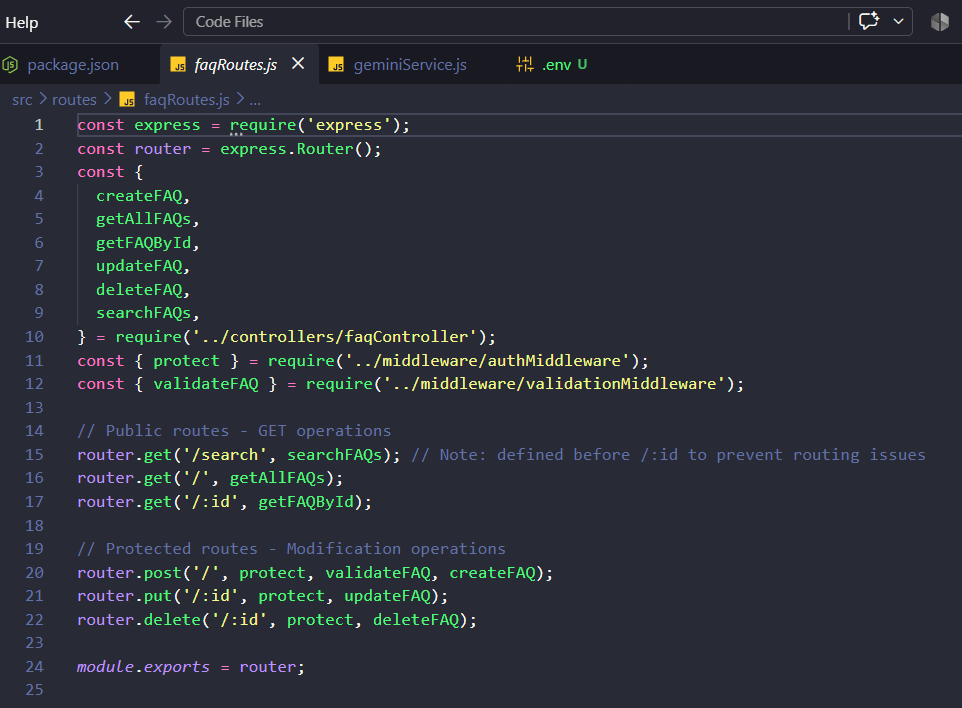 Help
Code Files
package.json
faqRoutes.js
geminiService.js
.env U
src > routes > JS faqRoutes.js > ...
1 const express = require('express');
2 const router = express.Router();
3 const {
4 createFAQ,
5 getAllFAQs,
6 getFAQById,
7 updateFAQ,
8 deleteFAQ,
9 searchFAQs,
10 } = require('../controllers/faqController');
11 const { protect } = require('../middleware/authMiddleware');
12 const { validateFAQ } = require('../middleware/validationMiddleware');
13
14 // Public routes - GET operations
15 router.get('/search', searchFAQs); // Note: defined before /:id to prevent routing issues
16 router.get('/', getAllFAQs);
17 router.get('/:id', getFAQById);
18
19 // Protected routes - Modification operations
20 router.post('/', protect, validateFAQ, createFAQ);
21 router.put('/:id', protect, updateFAQ);
22 router.delete('/:id', protect, deleteFAQ);
23
24 module.exports = router;
25